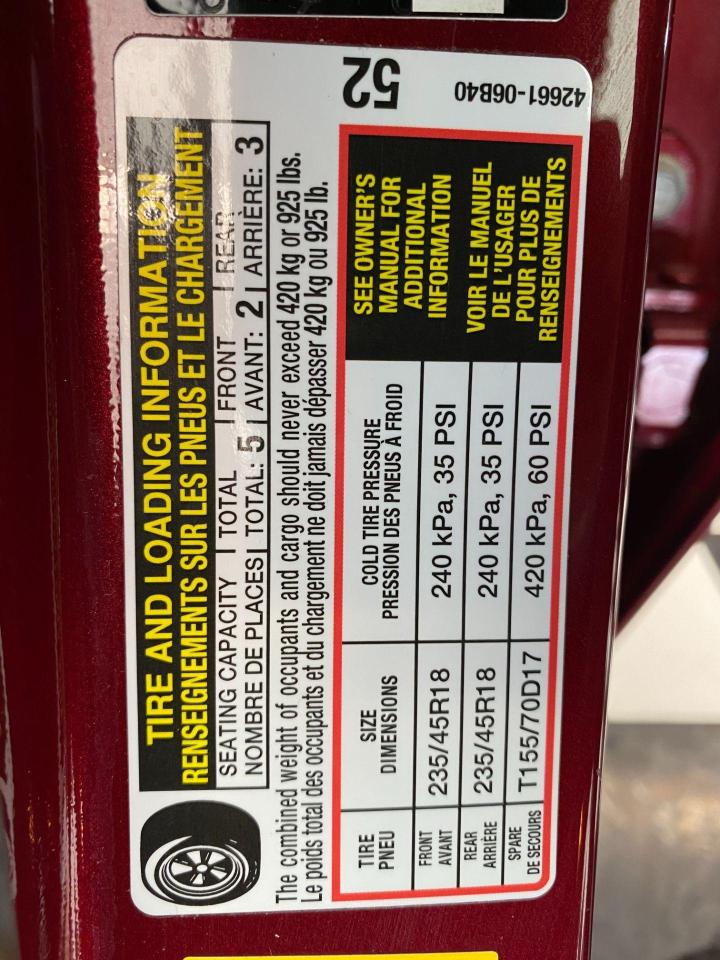 TIRE AND LOADING INFORMATION
RENSEIGNEMENTS SUR LES PNEUS ET LE CHARGEMENT
SEATING CAPACITY | TOTAL | FRONT | REAR
NOMBRE DE PLACES | TOTAL: 5 | AVANT: 2 | ARRIÈRE: 3
The combined weight of occupants and cargo should never exceed 420 kg or 925 lbs.
Le poids total des occupants et du chargement ne doit jamais dépasser 420 kg ou 925 lb.
TIRE
PNEU
SIZE
DIMENSIONS
COLD TIRE PRESSURE
PRESSION DES PNEUS À FROID
FRONT
AVANT
235/45R18
240 kPa, 35 PSI
REAR
ARRIÈRE
235/45R18
240 kPa, 35 PSI
SPARE
DE SECOURS
T155/70D17
420 kPa, 60 PSI
SEE OWNER'S
MANUAL FOR
ADDITIONAL
INFORMATION
VOIR LE MANUEL
DE L'USAGER
POUR PLUS DE
RENSEIGNEMENTS
52
42661-06B40